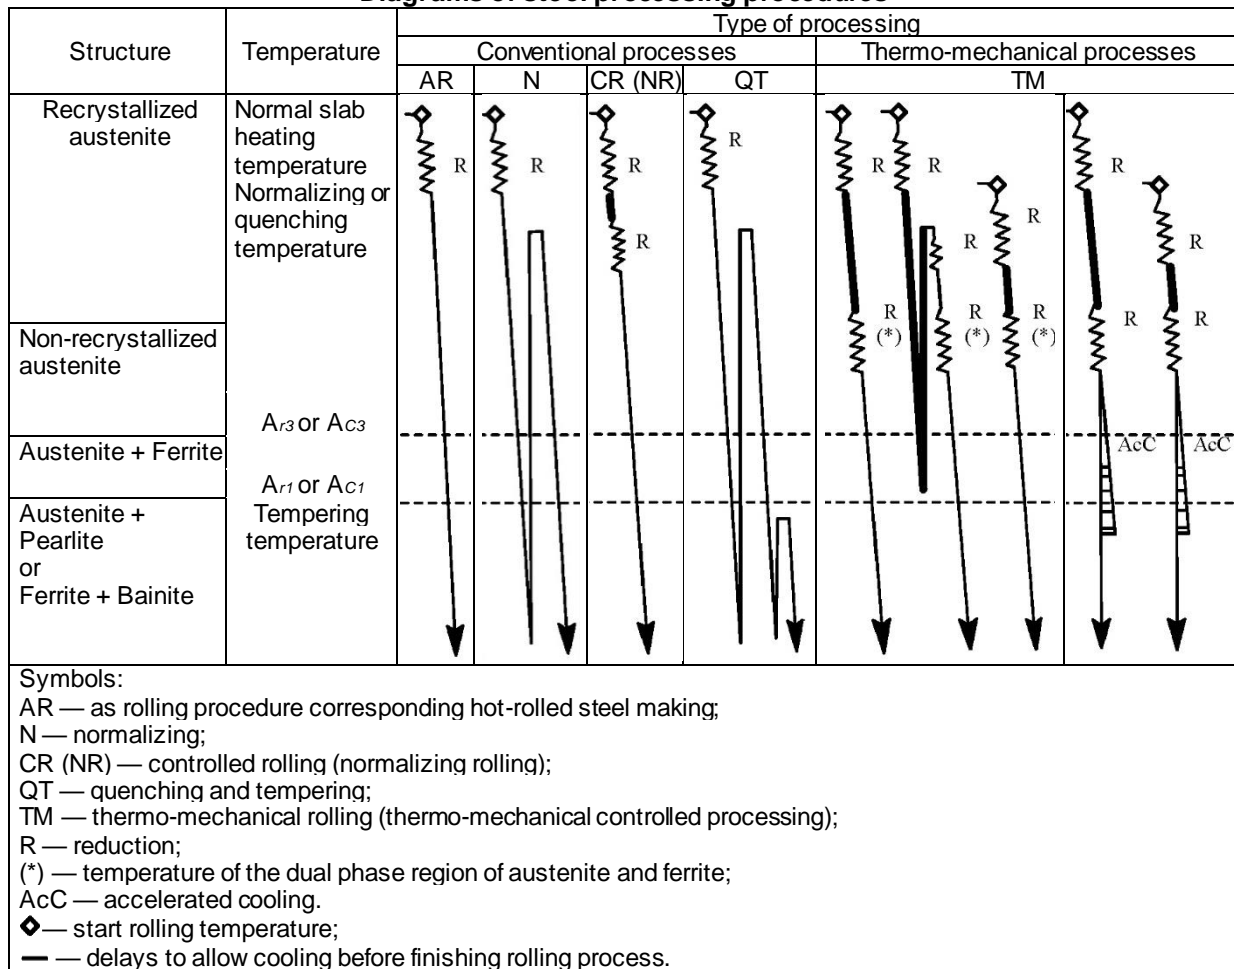 Diagrams of steel processing procedures
Structure
Temperature
Type of processing
Conventional processes
Thermo-mechanical processes
AR
N
CR (NR)
QT
TM
Recrystallized
austenite
Normal slab
heating
temperature
Normalizing or
quenching
temperature
Non-recrystallized
austenite
Ar3 or AC3
Austenite + Ferrite
Ar1 or AC1
Tempering
temperature
Austenite +
Pearlite
or
Ferrite + Bainite
R
R
R
R
R
R
R
R
R
R
R
R
(*)
R
(*)
R
(*)
R
R
R
AcC
AcC
Symbols:
AR — as rolling procedure corresponding hot-rolled steel making;
N — normalizing;
CR (NR) — controlled rolling (normalizing rolling);
QT — quenching and tempering;
TM — thermo-mechanical rolling (thermo-mechanical controlled processing);
R — reduction;
(*) — temperature of the dual phase region of austenite and ferrite;
AcC — accelerated cooling.
— start rolling temperature;
— delays to allow cooling before finishing rolling process.